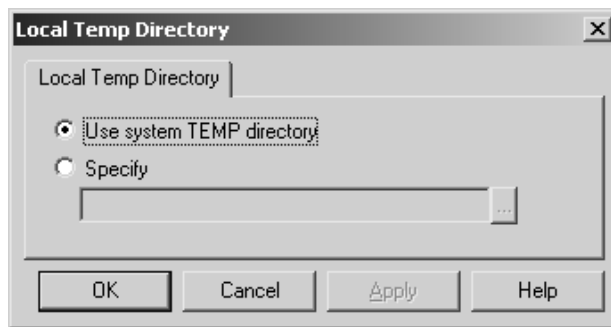 Local Temp Directory
Local Temp Directory
Use system TEMP directory
Specify
...
OK Cancel Apply Help